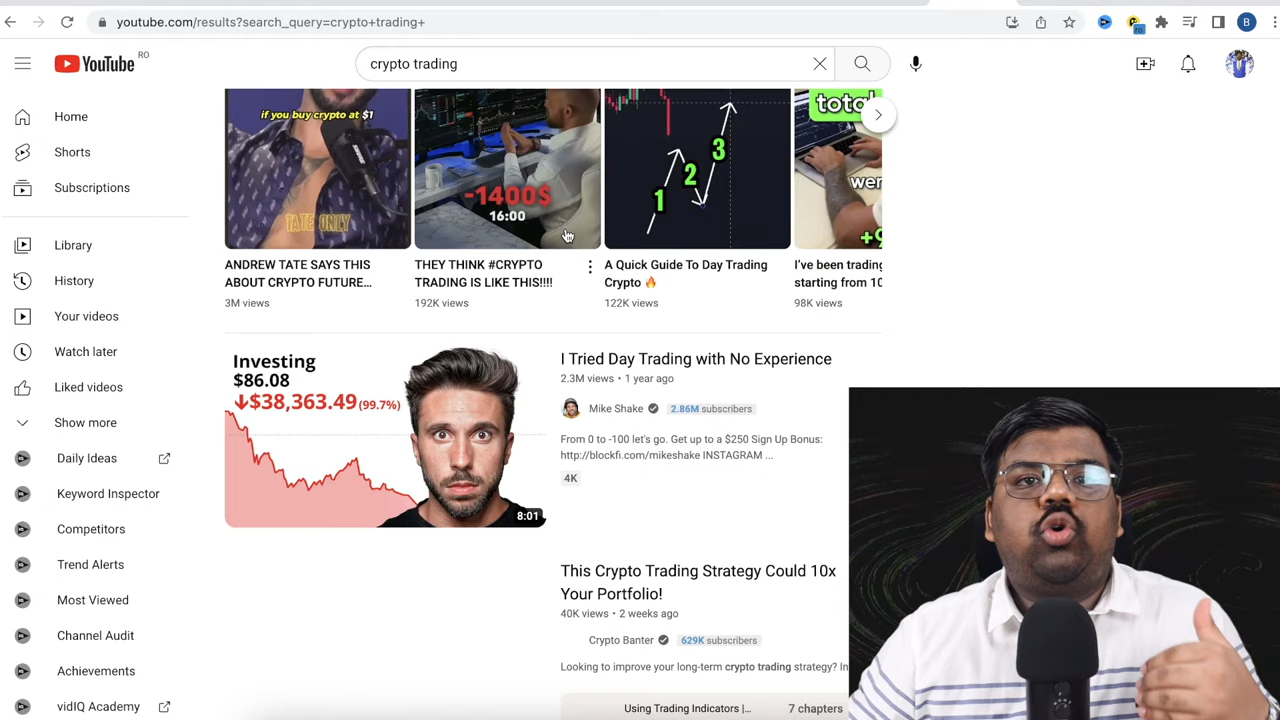 youtube.com/results?search_query=crypto+trading+
ro
B
YouTube RO
crypto trading
Home
Shorts
Subscriptions
Library
History
Your videos
Watch later
Liked videos
Show more
Daily Ideas
Keyword Inspector
Competitors
Trend Alerts
Most Viewed
Channel Audit
Achievements
vidIQ Academy
if you buy crypto at $1
TATE ONLY
ANDREW TATE SAYS THIS
ABOUT CRYPTO FUTURE...
3M views
-1400$
16:00
THEY THINK #CRYPTO
TRADING IS LIKE THIS!!!!
192K views
1
2
3
A Quick Guide To Day Trading
Crypto 🔥
122K views
total
wer
I've been trading
starting from 10
98K views
Investing
$86.08
↓$38,363.49 (99.7%)
8:01
I Tried Day Trading with No Experience
2.3M views • 1 year ago
Mike Shake 2.86M subscribers
From 0 to -100 let's go. Get up to a $250 Sign Up Bonus:
http://blockfi.com/mikeshake INSTAGRAM ...
4K
This Crypto Trading Strategy Could 10x
Your Portfolio!
40K views • 2 weeks ago
Crypto Banter 629K subscribers
Looking to improve your long-term crypto trading strategy? In
Using Trading Indicators |... 7 chapters